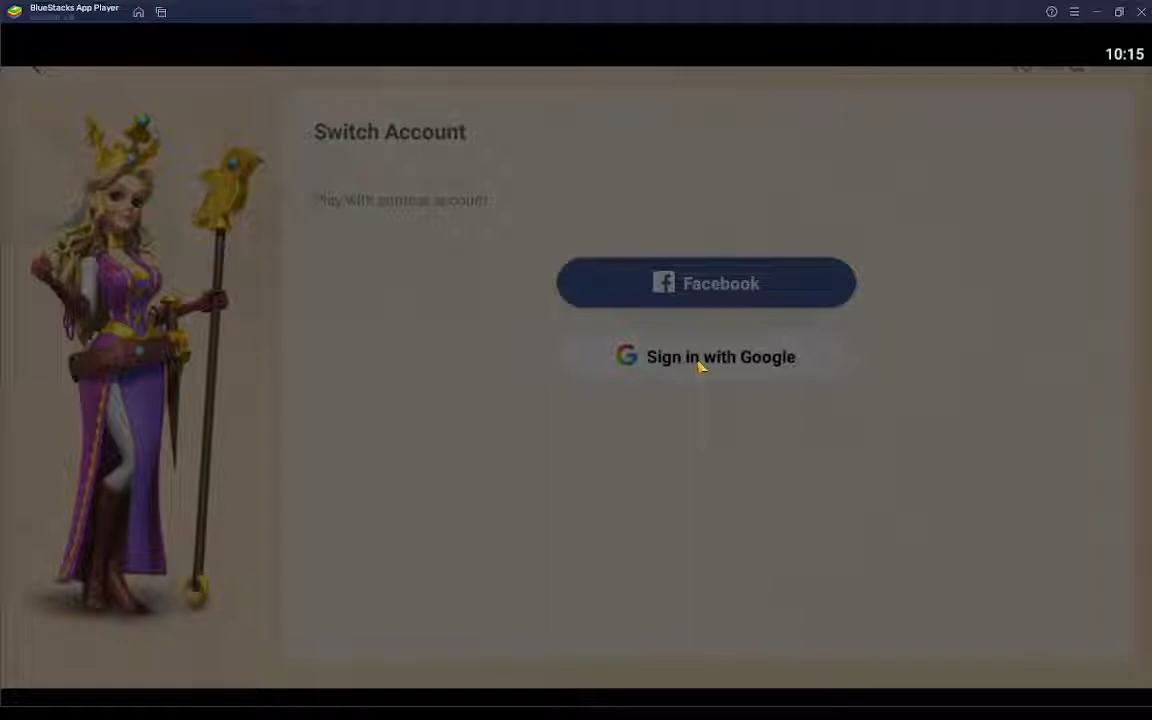 BlueStacks App Player
10:15
Switch Account
Play with another account
Facebook
Sign in with Google